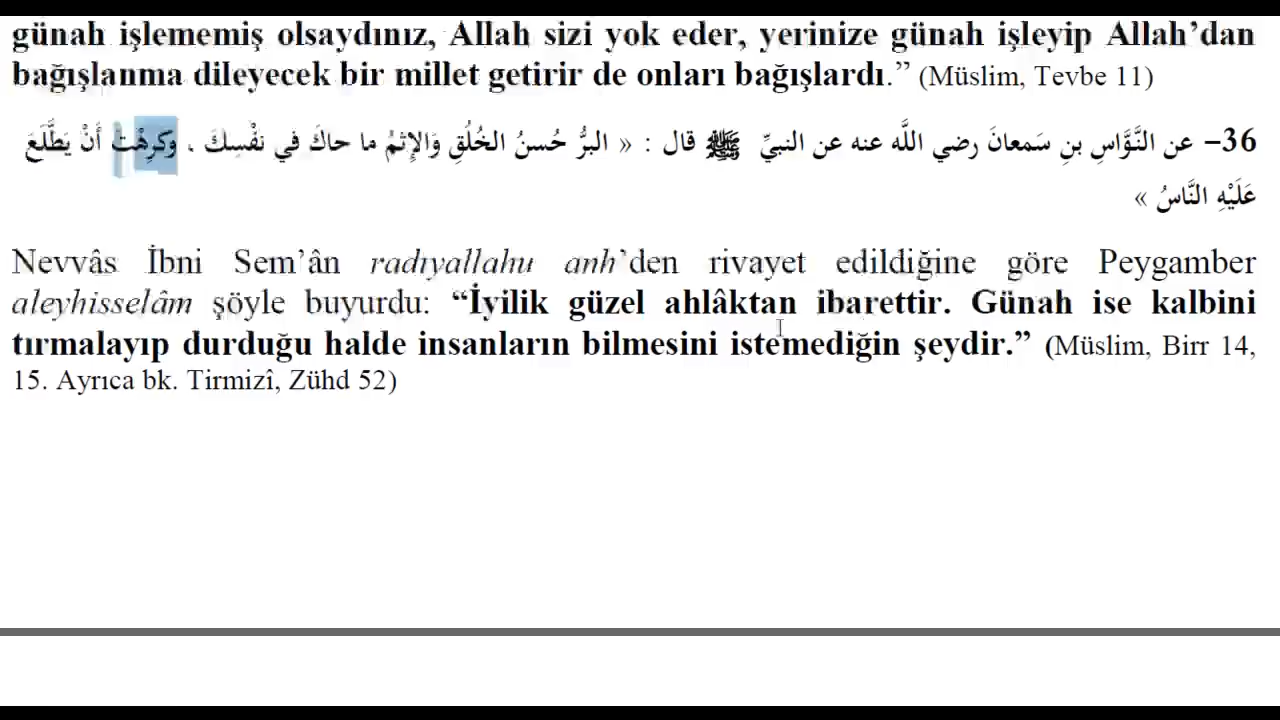 günah işlememiş olsaydınız, Allah sizi yok eder, yerinize günah işleyip Allah’dan
bağışlanma dileyecek bir millet getirir de onları bağışlardı.” (Müslim, Tevbe 11)
36– عن النَّوَّاسِ بنِ سَمعانَ رضي اللَّه عنه عن النبيِّ ﷺ قال : « البرُّ حُسنُ الخُلُقِ وَالإِثمُ ما حاكَ في نفْسِكَ ، وَكَرِهْتَ أَنْ يَطَّلَعَ
عَلَيْهِ النَّاسُ »
Nevvâs İbni Sem’ân radıyallahu anh’den rivayet edildiğine göre Peygamber
aleyhisselâm şöyle buyurdu: “İyilik güzel ahlâktan ibarettir. Günah ise kalbini
tırmalayıp durduğu halde insanların bilmesini istemediğin şeydir.” (Müslim, Birr 14,
15. Ayrıca bk. Tirmizî, Zühd 52)